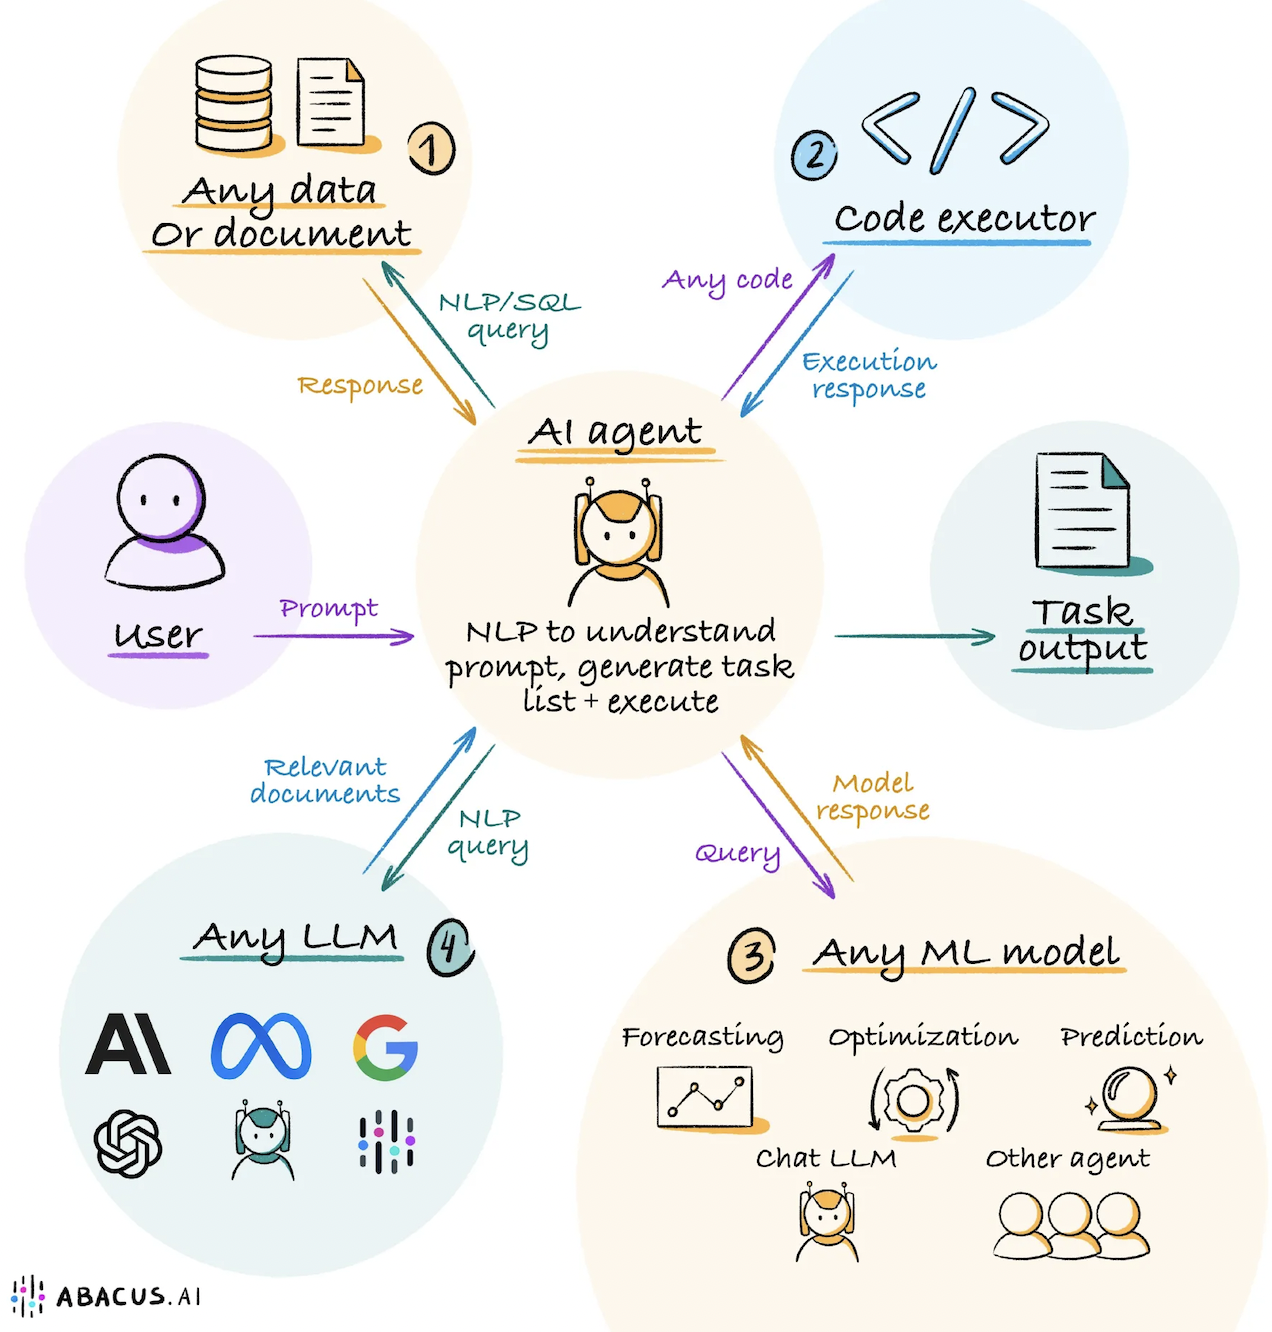 1
Any data
Or document
2
Code executor
Any code
NLP/SQL
query
Response
Execution
response
AI agent
NLP to understand
prompt, generate task
list + execute
User
Prompt
Task
output
Relevant
documents
NLP
query
Model
response
Query
Any LLM
4
3
Any ML model
Forecasting
Optimization
Prediction
Chat LLM
Other agent
ABACUS.AI